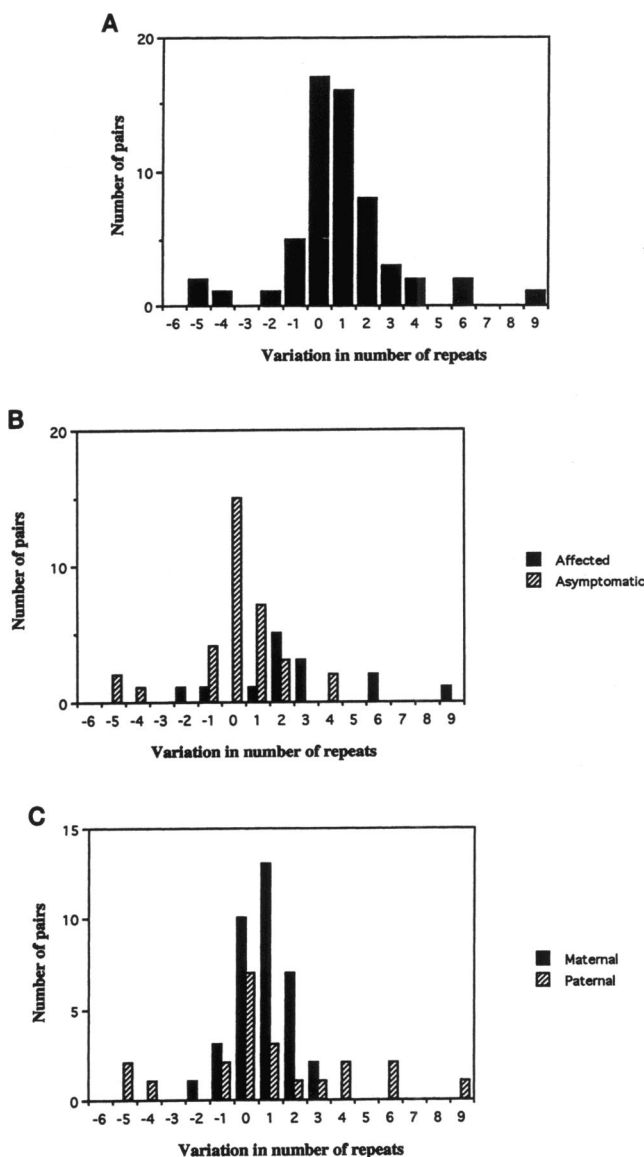 A
20
10
0
Number of pairs
-6 -5 -4 -3 -2 -1 0 1 2 3 4 5 6 7 8 9
Variation in number of repeats
B
20
10
0
Number of pairs
-6 -5 -4 -3 -2 -1 0 1 2 3 4 5 6 7 8 9
Variation in number of repeats
Affected
Asymptomatic
C
15
10
5
0
Number of pairs
-6 -5 -4 -3 -2 -1 0 1 2 3 4 5 6 7 8 9
Variation in number of repeats
Maternal
Paternal